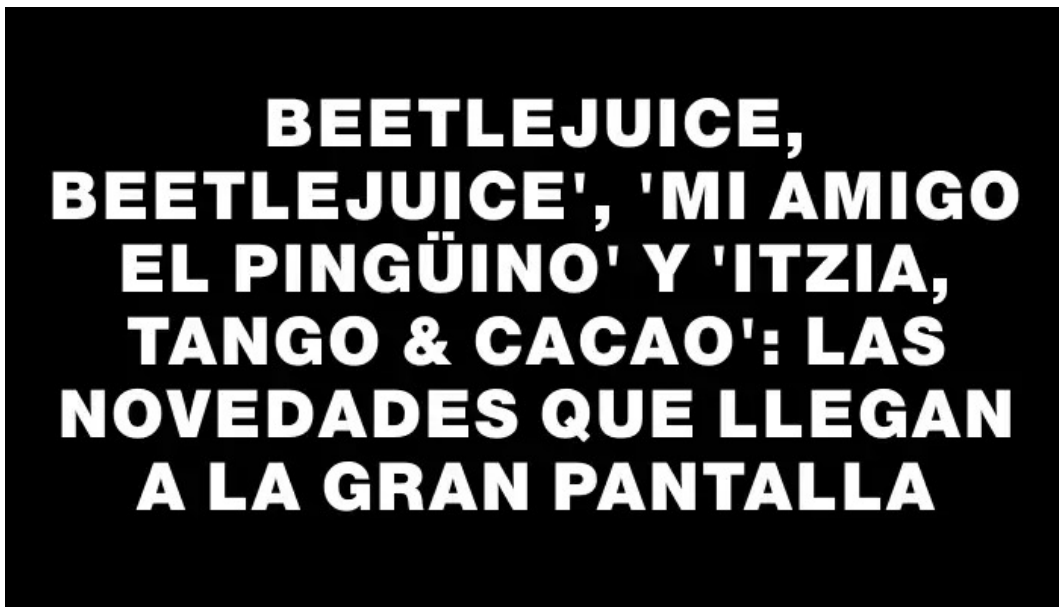 BEETLEJUICE,
BEETLEJUICE', 'MI AMIGO
EL PINGÜINO' Y 'ITZIA,
TANGO & CACAO': LAS
NOVEDADES QUE LLEGAN
A LA GRAN PANTALLA